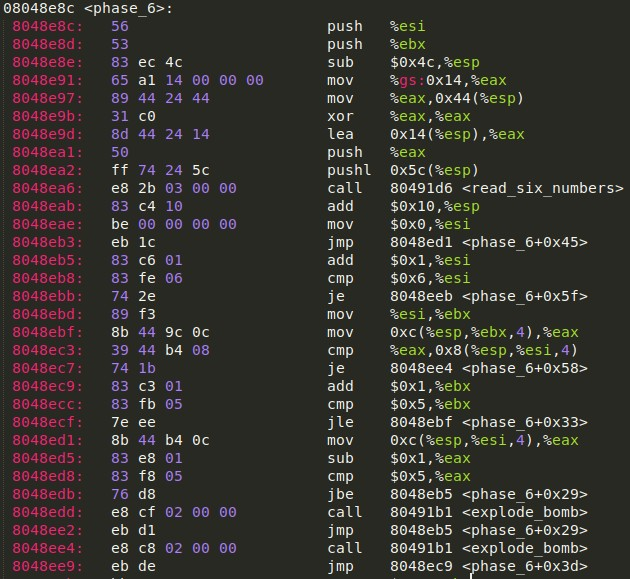 08048e8c <phase_6>:
8048e8c: 56 push %esi
8048e8d: 53 push %ebx
8048e8e: 83 ec 4c sub $0x4c,%esp
8048e91: 65 a1 14 00 00 00 mov %gs:0x14,%eax
8048e97: 89 44 24 44 mov %eax,0x44(%esp)
8048e9b: 31 c0 xor %eax,%eax
8048e9d: 8d 44 24 14 lea 0x14(%esp),%eax
8048ea1: 50 push %eax
8048ea2: ff 74 24 5c pushl 0x5c(%esp)
8048ea6: e8 2b 03 00 00 call 80491d6 <read_six_numbers>
8048eab: 83 c4 10 add $0x10,%esp
8048eae: be 00 00 00 00 mov $0x0,%esi
8048eb3: eb 1c jmp 8048ed1 <phase_6+0x45>
8048eb5: 83 c6 01 add $0x1,%esi
8048eb8: 83 fe 06 cmp $0x6,%esi
8048ebb: 74 2e je 8048eeb <phase_6+0x5f>
8048ebd: 89 f3 mov %esi,%ebx
8048ebf: 8b 44 9c 0c mov 0xc(%esp,%ebx,4),%eax
8048ec3: 39 44 b4 08 cmp %eax,0x8(%esp,%esi,4)
8048ec7: 74 1b je 8048ee4 <phase_6+0x58>
8048ec9: 83 c3 01 add $0x1,%ebx
8048ecc: 83 fb 05 cmp $0x5,%ebx
8048ecf: 7e ee jle 8048ebf <phase_6+0x33>
8048ed1: 8b 44 b4 0c mov 0xc(%esp,%esi,4),%eax
8048ed5: 83 e8 01 sub $0x1,%eax
8048ed8: 83 f8 05 cmp $0x5,%eax
8048edb: 76 d8 jbe 8048eb5 <phase_6+0x29>
8048edd: e8 cf 02 00 00 call 80491b1 <explode_bomb>
8048ee2: eb d1 jmp 8048eb5 <phase_6+0x29>
8048ee4: e8 c8 02 00 00 call 80491b1 <explode_bomb>
8048ee9: eb de jmp 8048ec9 <phase_6+0x3d>